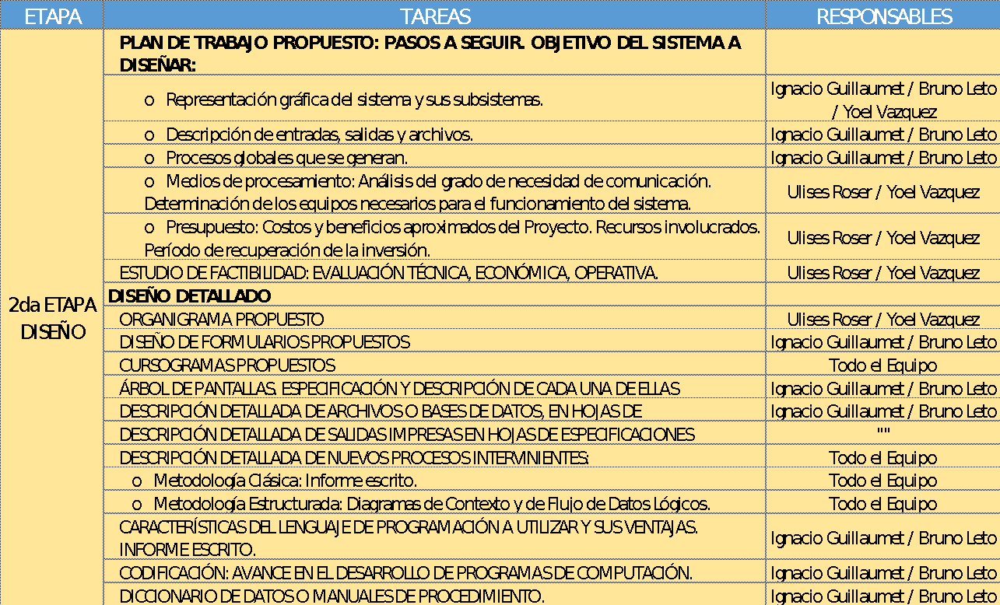 ETAPA TAREAS RESPONSABLES
PLAN DE TRABAJO PROPUESTO: PASOS A SEGUIR. OBJETIVO DEL SISTEMA A
DISEÑAR:
o Representación gráfica del sistema y sus subsistemas.
Ignacio Guillaumet / Bruno Leto
/ Yoel Vazquez
o Descripción de entradas, salidas y archivos. Ignacio Guillaumet / Bruno Leto
o Procesos globales que se generan. Ignacio Guillaumet / Bruno Leto
o Medios de procesamiento: Análisis del grado de necesidad de comunicación.
Determinación de los equipos necesarios para el funcionamiento del sistema.
Ulises Roser / Yoel Vazquez
o Presupuesto: Costos y beneficios aproximados del Proyecto. Recursos involucrados.
Período de recuperación de la inversión.
Ulises Roser / Yoel Vazquez
ESTUDIO DE FACTIBILIDAD: EVALUACIÓN TÉCNICA, ECONÓMICA, OPERATIVA. Ulises Roser / Yoel Vazquez
2da ETAPA
DISEÑO
DISEÑO DETALLADO
ORGANIGRAMA PROPUESTO Ulises Roser / Yoel Vazquez
DISEÑO DE FORMULARIOS PROPUESTOS Ignacio Guillaumet / Bruno Leto
CURSOGRAMAS PROPUESTOS Todo el Equipo
ÁRBOL DE PANTALLAS. ESPECIFICACIÓN Y DESCRIPCIÓN DE CADA UNA DE ELLAS Ignacio Guillaumet / Bruno Leto
DESCRIPCIÓN DETALLADA DE ARCHIVOS O BASES DE DATOS, EN HOJAS DE Ignacio Guillaumet / Bruno Leto
DESCRIPCIÓN DETALLADA DE SALIDAS IMPRESAS EN HOJAS DE ESPECIFICACIONES ""
DESCRIPCIÓN DETALLADA DE NUEVOS PROCESOS INTERVINIENTES: Todo el Equipo
o Metodología Clásica: Informe escrito. Todo el Equipo
o Metodología Estructurada: Diagramas de Contexto y de Flujo de Datos Lógicos. Todo el Equipo
CARACTERÍSTICAS DEL LENGUAJE DE PROGRAMACIÓN A UTILIZAR Y SUS VENTAJAS.
INFORME ESCRITO.
Ignacio Guillaumet / Bruno Leto
CODIFICACIÓN: AVANCE EN EL DESARROLLO DE PROGRAMAS DE COMPUTACIÓN. Ignacio Guillaumet / Bruno Leto
DICCIONARIO DE DATOS O MANUALES DE PROCEDIMIENTO. Ignacio Guillaumet / Bruno Leto